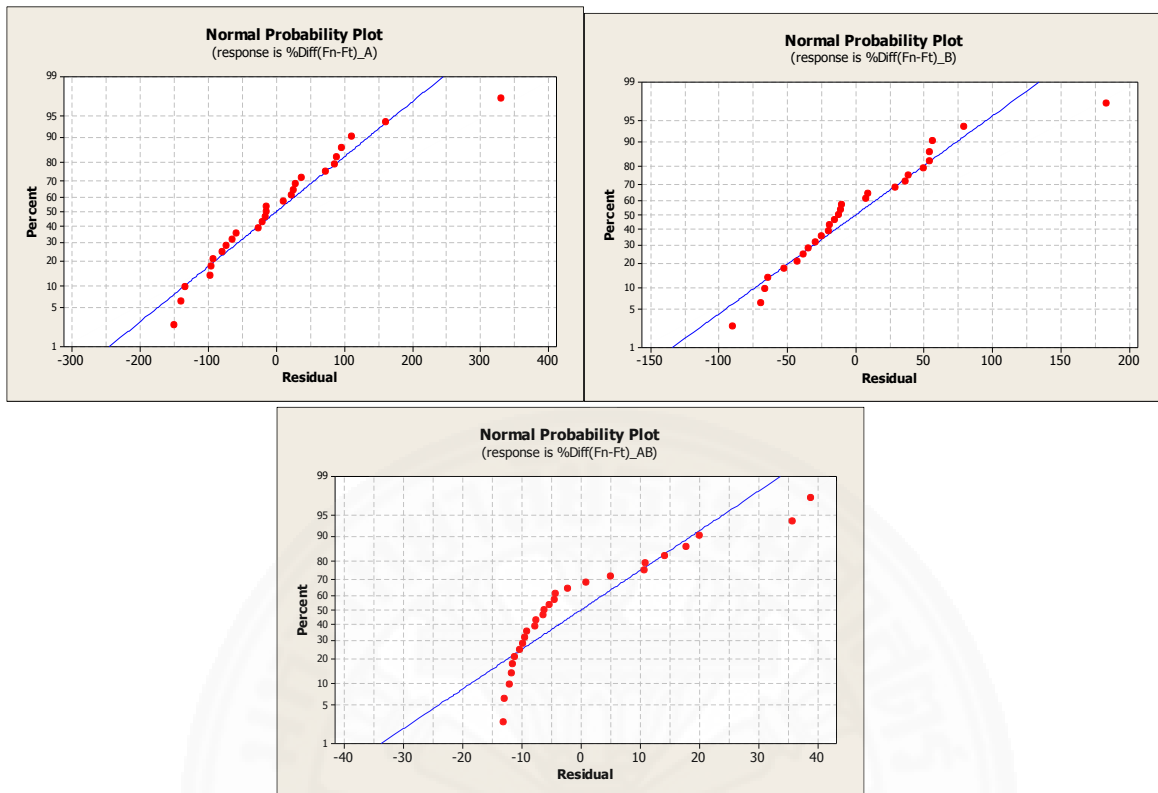 Normal Probability Plot
(response is %Diff(Fn-Ft)_A)
Percent
99
95
90
80
70
60
50
40
30
20
10
5
1
-300 -200 -100 0 100 200 300 400
Residual
Normal Probability Plot
(response is %Diff(Fn-Ft)_B)
Percent
99
95
90
80
70
60
50
40
30
20
10
5
1
-150 -100 -50 0 50 100 150 200
Residual
Normal Probability Plot
(response is %Diff(Fn-Ft)_AB)
Percent
99
95
90
80
70
60
50
40
30
20
10
5
1
-40 -30 -20 -10 0 10 20 30 40
Residual